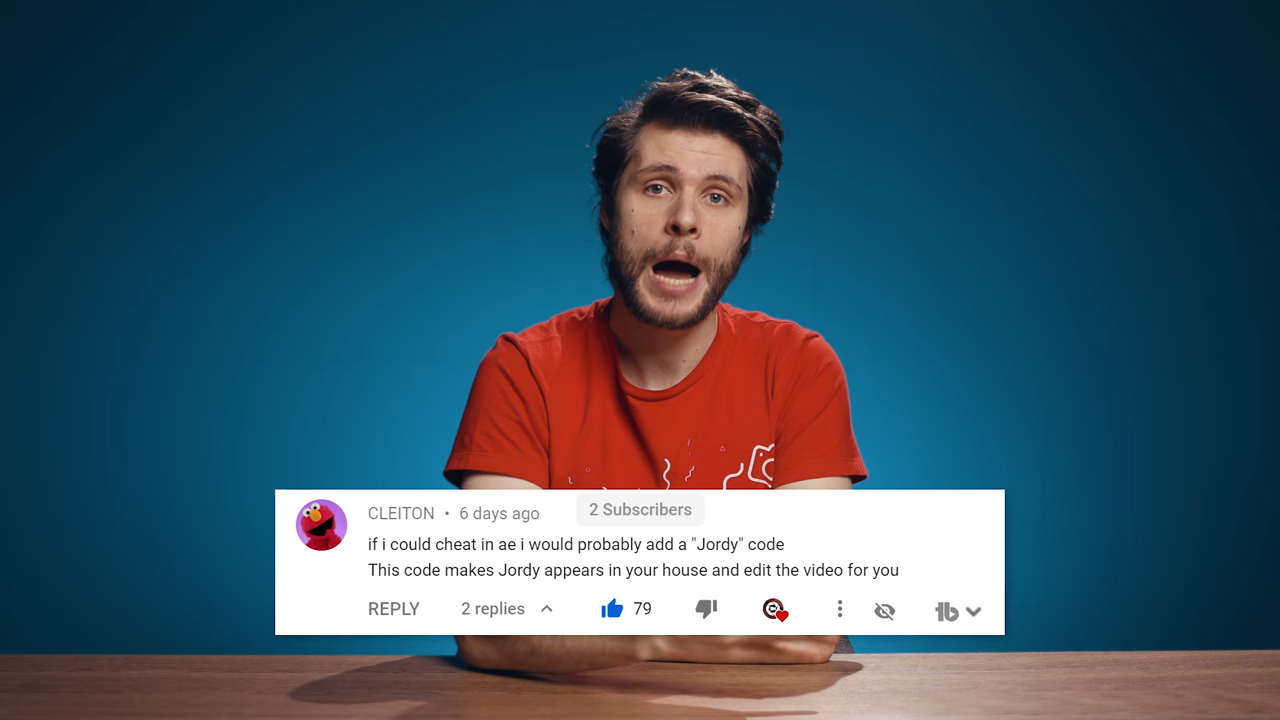 CLEITON • 6 days ago 2 Subscribers
if i could cheat in ae i would probably add a "Jordy" code
This code makes Jordy appears in your house and edit the video for you
REPLY 2 replies 79